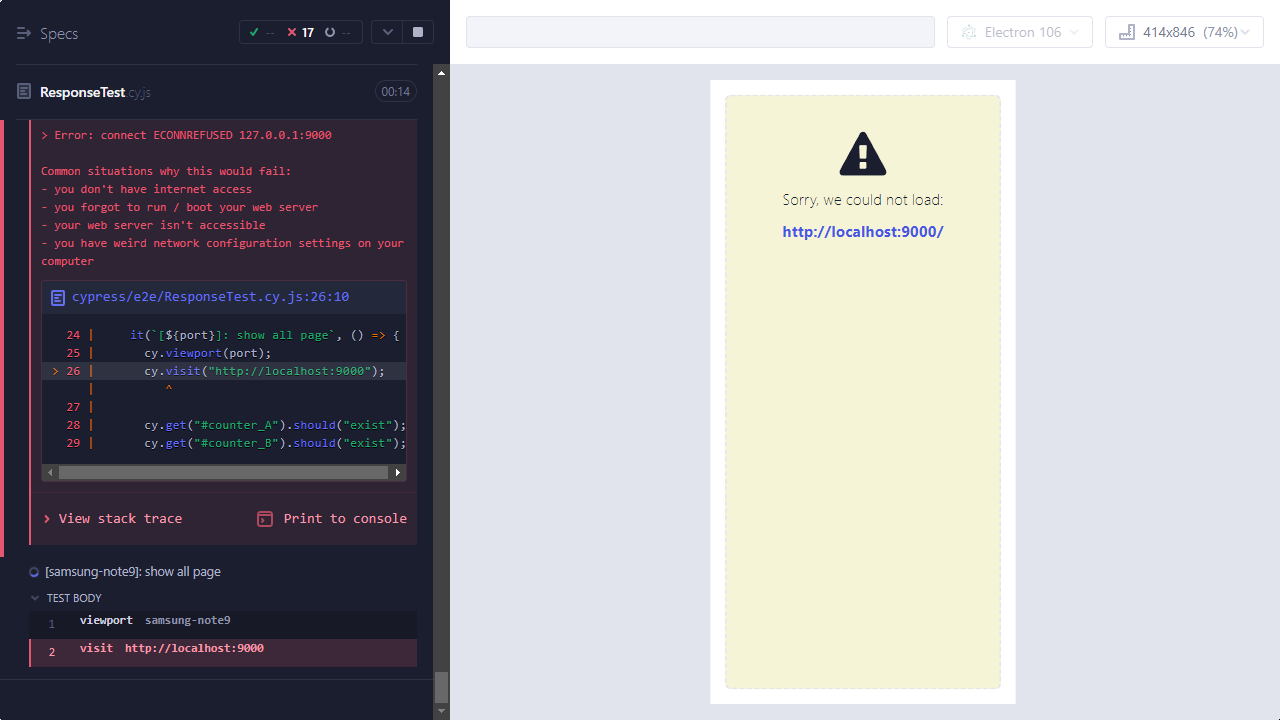 Specs
-- 17 --
Electron 106
414x846 (74%)
ResponseTest.cy.js
00:14
> Error: connect ECONNREFUSED 127.0.0.1:9000
Common situations why this would fail:
- you don't have internet access
- you forgot to run / boot your web server
- your web server isn't accessible
- you have weird network configuration settings on your
computer
cypress/e2e/ResponseTest.cy.js:26:10
24 | it(`[${port}]: show all page`, () => {
25 | cy.viewport(port);
> 26 | cy.visit("http://localhost:9000");
| ^
27 |
28 | cy.get("#counter_A").should("exist");
29 | cy.get("#counter_B").should("exist");
> View stack trace
Print to console
[samsung-note9]: show all page
TEST BODY
1 viewport samsung-note9
2 visit http://localhost:9000
Sorry, we could not load:
http://localhost:9000/